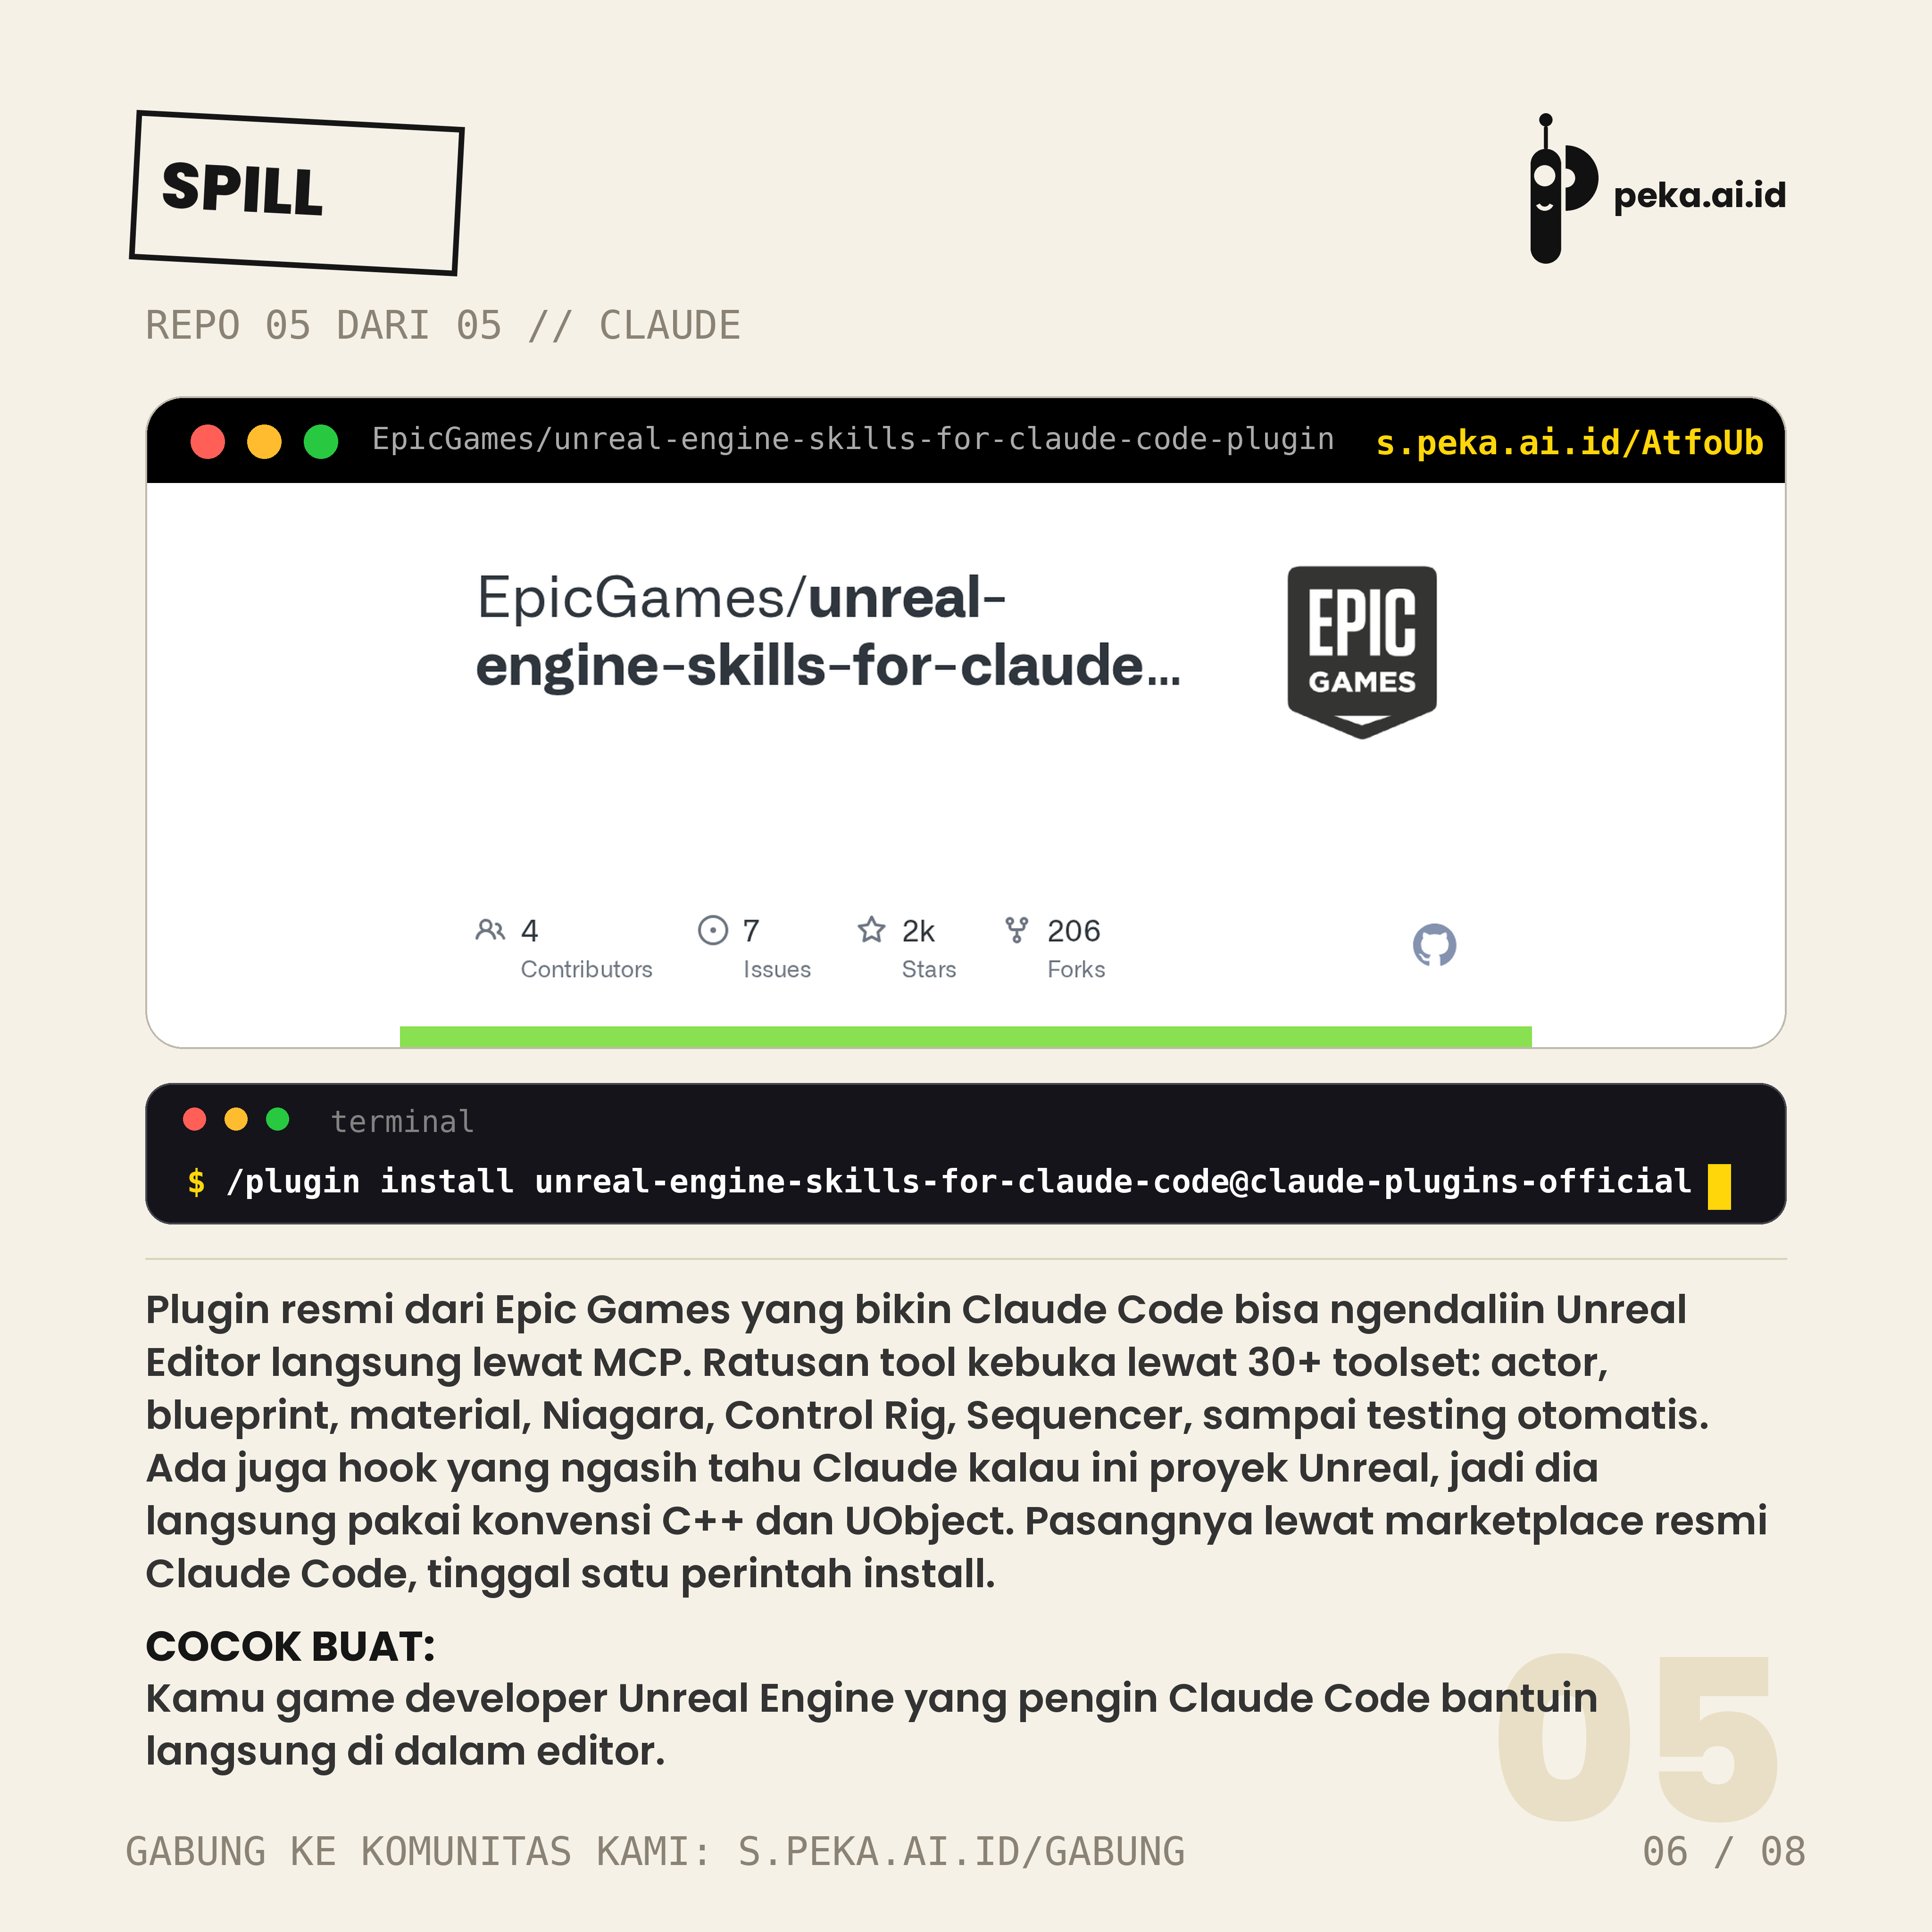 SPILL
peka.ai.id
REPO 05 DARI 05 // CLAUDE
EpicGames/unreal-engine-skills-for-claude-code-plugin
s.peka.ai.id/AtfoUb
EpicGames/unreal-
engine-skills-for-claude...
EPIC
GAMES
4
Contributors
7
Issues
2k
Stars
206
Forks
terminal
$ /plugin install unreal-engine-skills-for-claude-code@claude-plugins-official
Plugin resmi dari Epic Games yang bikin Claude Code bisa ngendaliin Unreal
Editor langsung lewat MCP. Ratusan tool kebuka lewat 30+ toolset: actor,
blueprint, material, Niagara, Control Rig, Sequencer, sampai testing otomatis.
Ada juga hook yang ngasih tahu Claude kalau ini proyek Unreal, jadi dia
langsung pakai konvensi C++ dan UObject. Pasangnya lewat marketplace resmi
Claude Code, tinggal satu perintah install.
COCOK BUAT:
Kamu game developer Unreal Engine yang pengin Claude Code bantuin
langsung di dalam editor.
05
GABUNG KE KOMUNITAS KAMI: S.PEKA.AI.ID/GABUNG
06 / 08